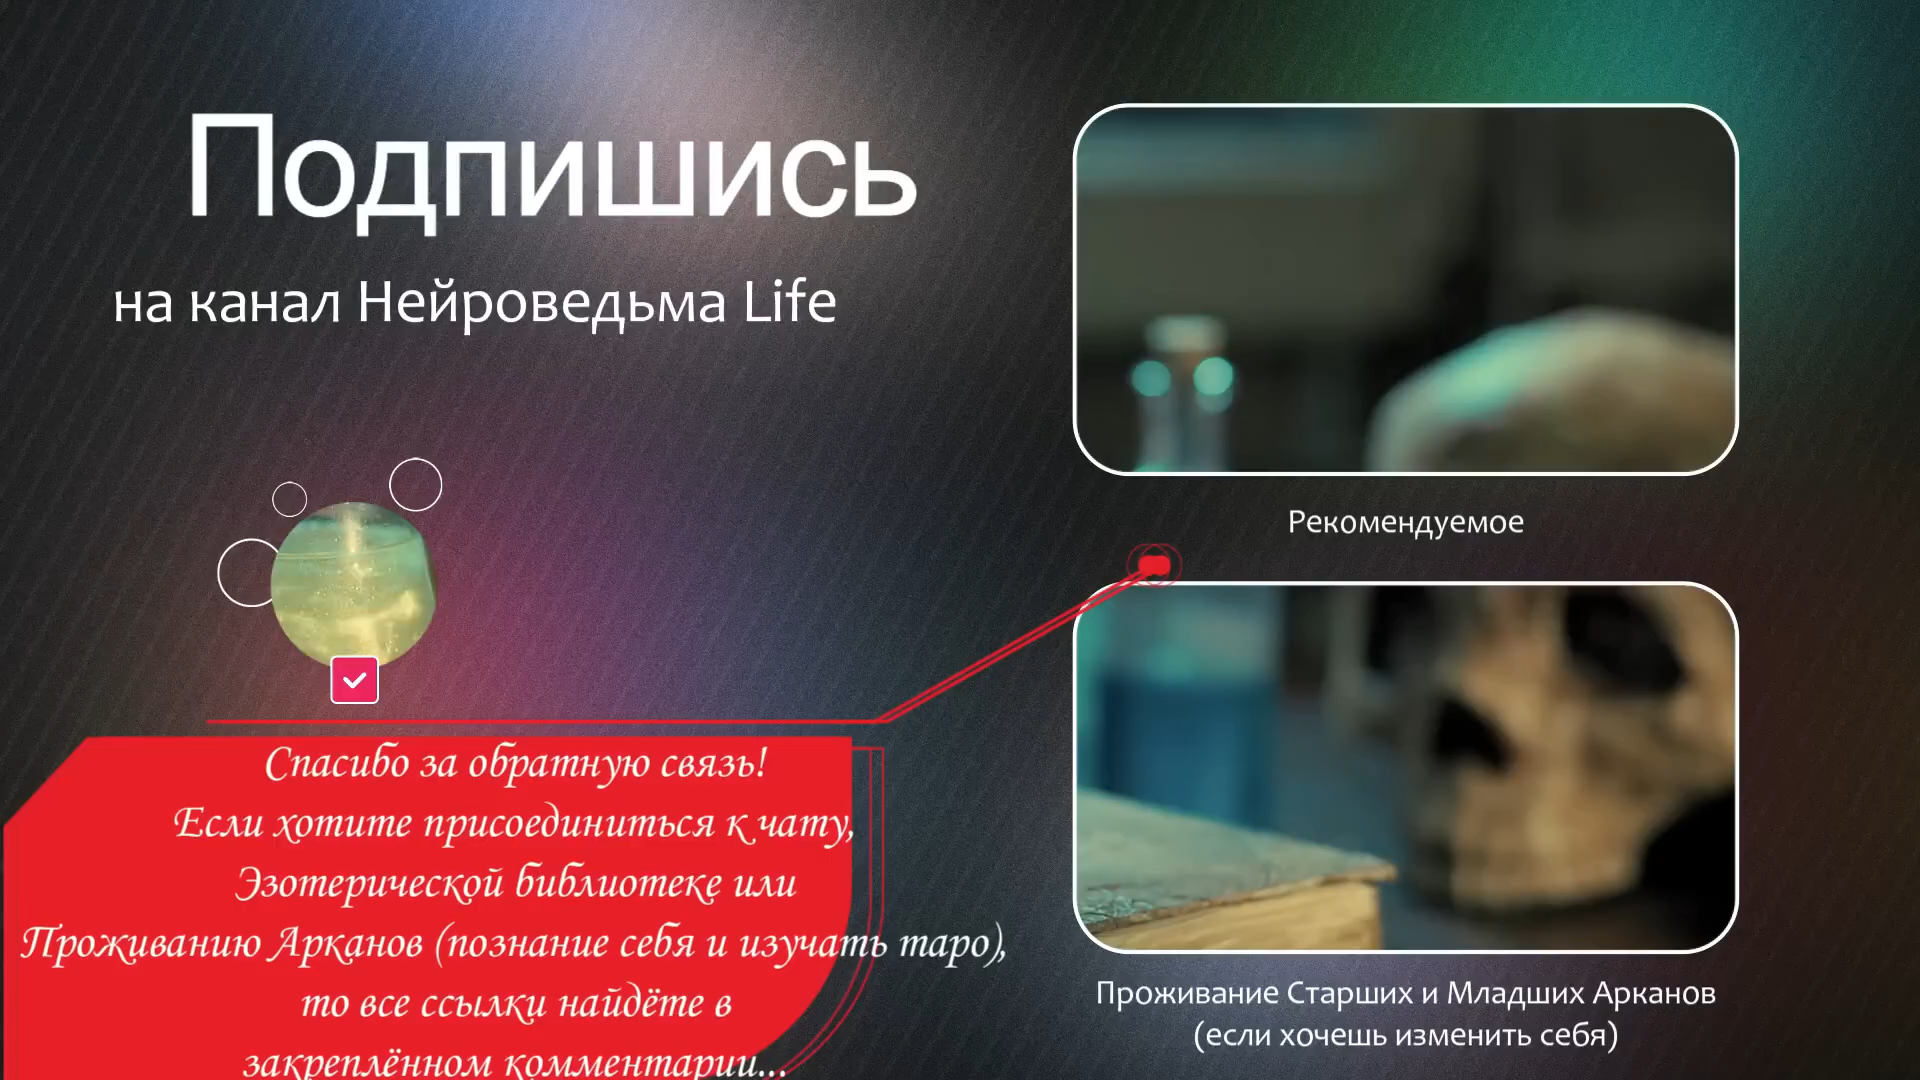 Подпишись
на канал Нейроведьма Life
Рекомендуемое
Спасибо за обратную связь!
Если хотите присоединиться к чату,
Эзотерической библиотеке или
Проживанию Арканов (познание себя и изучать таро),
то все ссылки найдёте в
закреплённом комментарии...
Проживание Старших и Младших Арканов
(если хочешь изменить себя)